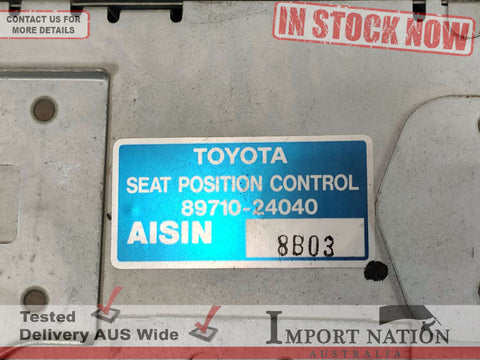 CONTACT US FOR
MORE DETAILS
IN STOCK NOW
TOYOTA
SEAT POSITION CONTROL
89710-24040
AISIN
8B03
Tested
Delivery AUS Wide
IMPORT NATION
AUSTRALIA